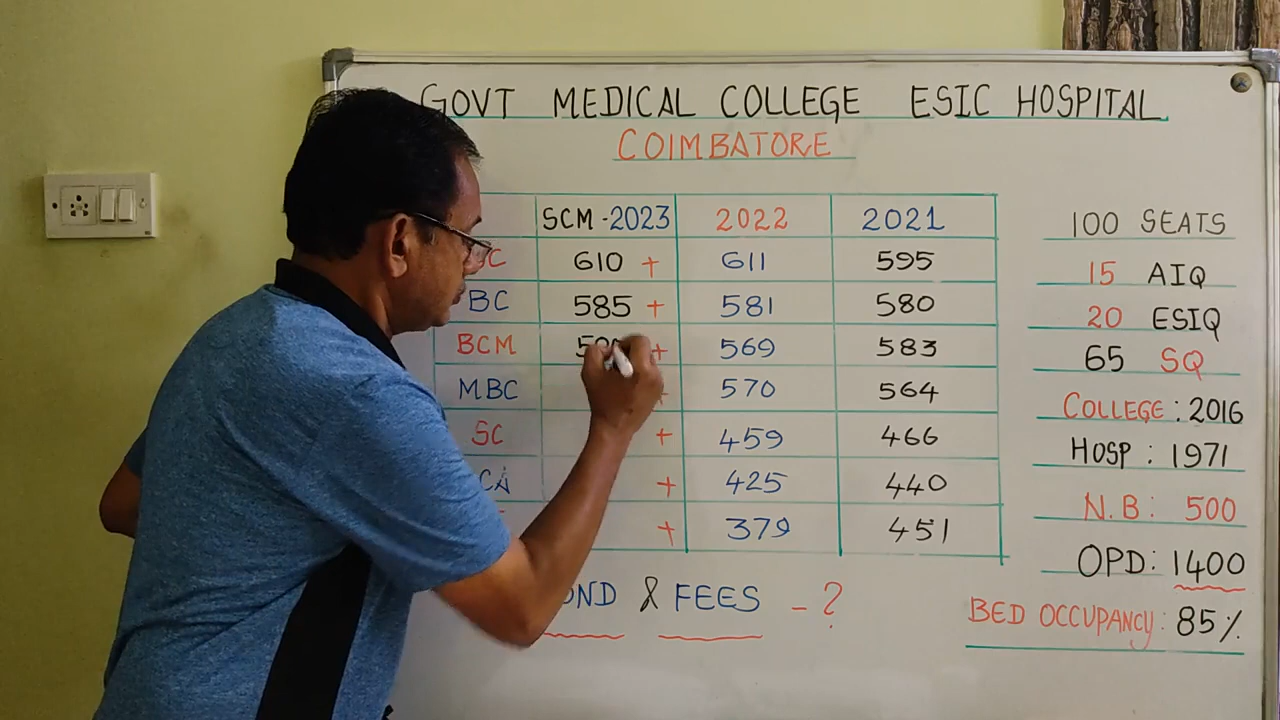 GOVT MEDICAL COLLEGE ESIC HOSPITAL
COIMBATORE
SCM - 2023 2022 2021
610 + 611 595
BC 585 + 581 580
BCM + 569 583
MBC + 570 564
SC + 459 466
+ 425 440
+ 379 451
& FEES - ?
100 SEATS
15 AIQ
20 ESIQ
65 SQ
COLLEGE : 2016
HOSP : 1971
N.B : 500
OPD : 1400
BED OCCUPANCY : 85%